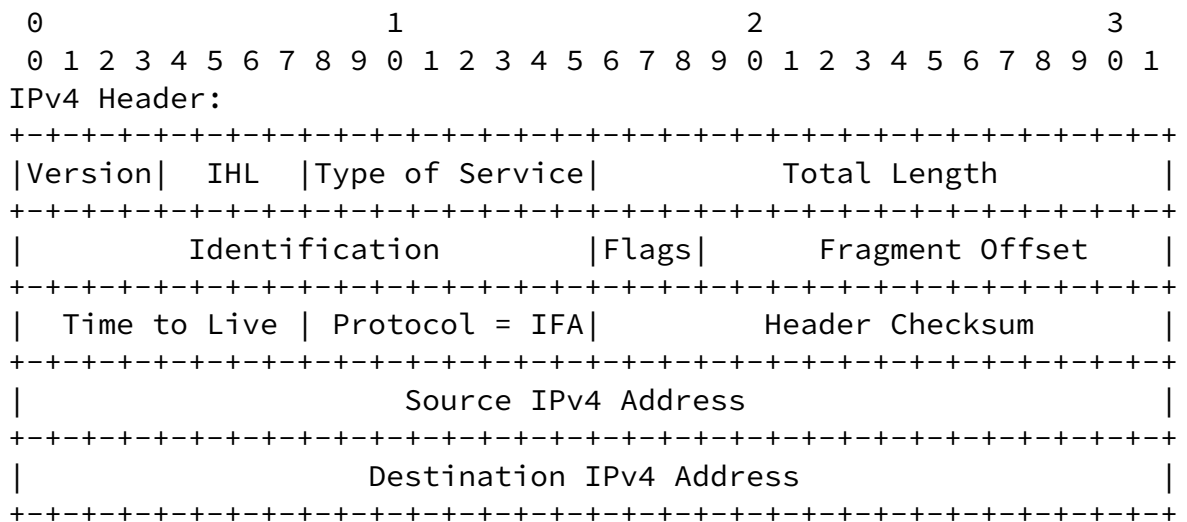 0                   1                   2                   3
 0 1 2 3 4 5 6 7 8 9 0 1 2 3 4 5 6 7 8 9 0 1 2 3 4 5 6 7 8 9 0 1
IPv4 Header:
+-+-+-+-+-+-+-+-+-+-+-+-+-+-+-+-+-+-+-+-+-+-+-+-+-+-+-+-+-+-+-+-+
|Version|  IHL  |Type of Service|          Total Length         |
+-+-+-+-+-+-+-+-+-+-+-+-+-+-+-+-+-+-+-+-+-+-+-+-+-+-+-+-+-+-+-+-+
|         Identification        |Flags|      Fragment Offset    |
+-+-+-+-+-+-+-+-+-+-+-+-+-+-+-+-+-+-+-+-+-+-+-+-+-+-+-+-+-+-+-+-+
|  Time to Live | Protocol = IFA|         Header Checksum       |
+-+-+-+-+-+-+-+-+-+-+-+-+-+-+-+-+-+-+-+-+-+-+-+-+-+-+-+-+-+-+-+-+
|                     Source IPv4 Address                       |
+-+-+-+-+-+-+-+-+-+-+-+-+-+-+-+-+-+-+-+-+-+-+-+-+-+-+-+-+-+-+-+-+
|                   Destination IPv4 Address                    |
+-+-+-+-+-+-+-+-+-+-+-+-+-+-+-+-+-+-+-+-+-+-+-+-+-+-+-+-+-+-+-+-+